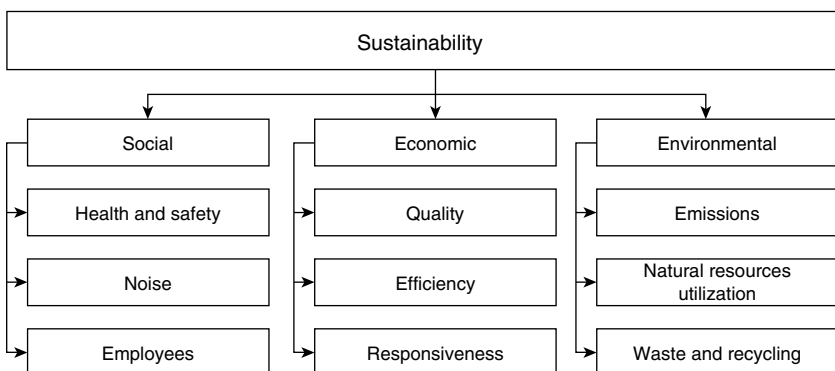 Sustainability
Social
Economic
Environmental
Health and safety
Quality
Emissions
Noise
Efficiency
Natural resources
utilization
Employees
Responsiveness
Waste and recycling